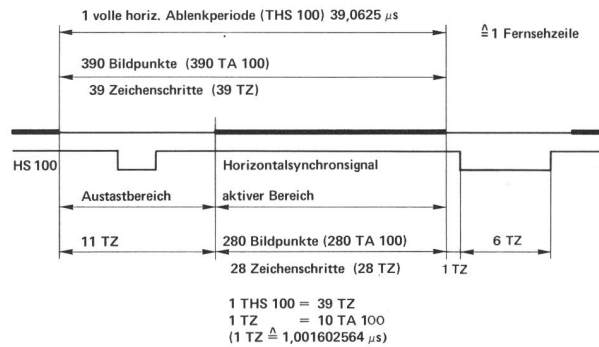 1 volle horiz. Ablenkperiode (THS 100) 39,0625 µs
≙ 1 Fernsehzeile
390 Bildpunkte (390 TA 100)
39 Zeichenschritte (39 TZ)
HS 100
Horizontalsynchronsignal
Austastbereich
aktiver Bereich
11 TZ
280 Bildpunkte (280 TA 100)
6 TZ
28 Zeichenschritte (28 TZ)
1 TZ
1 THS 100 = 39 TZ
1 TZ = 10 TA 100
(1 TZ ≙ 1,001602564 µs)